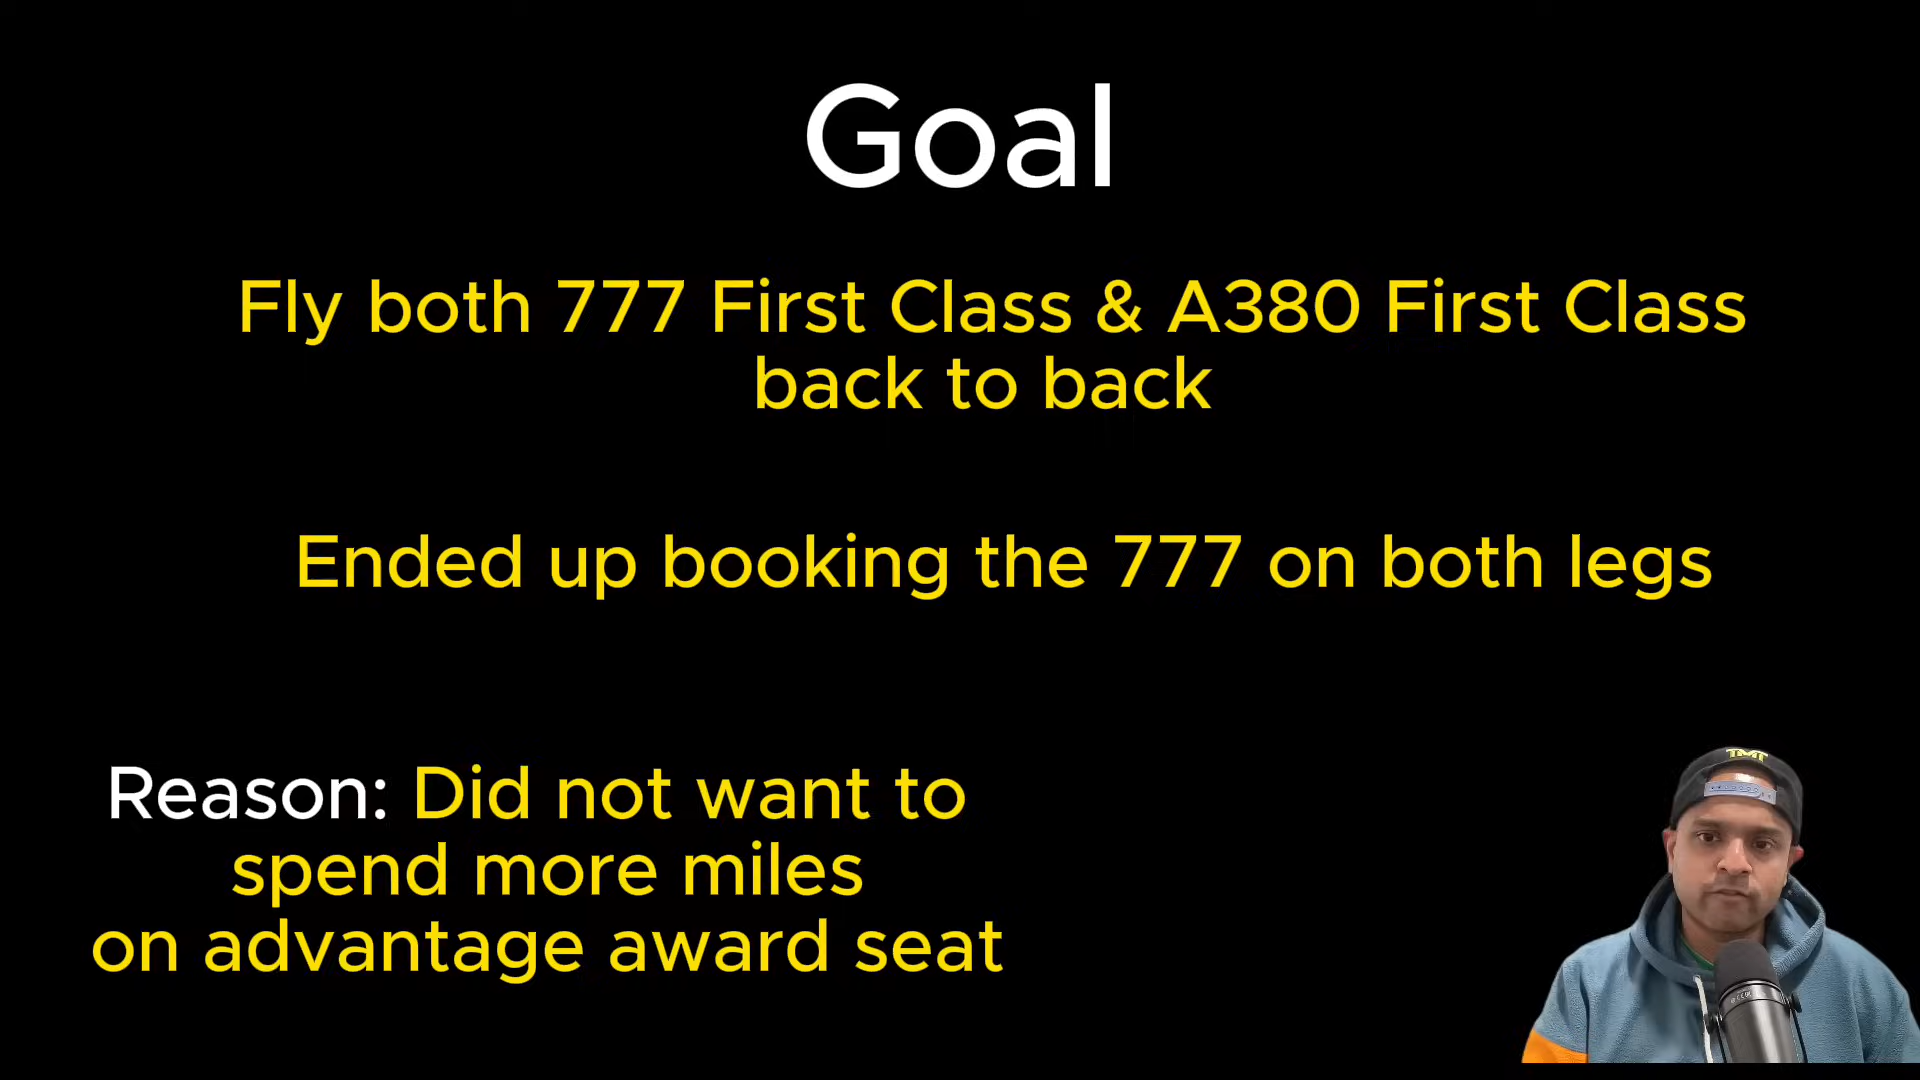 Goal
Fly both 777 First Class & A380 First Class
back to back
Ended up booking the 777 on both legs
Reason: Did not want to
spend more miles
on advantage award seat
TMT